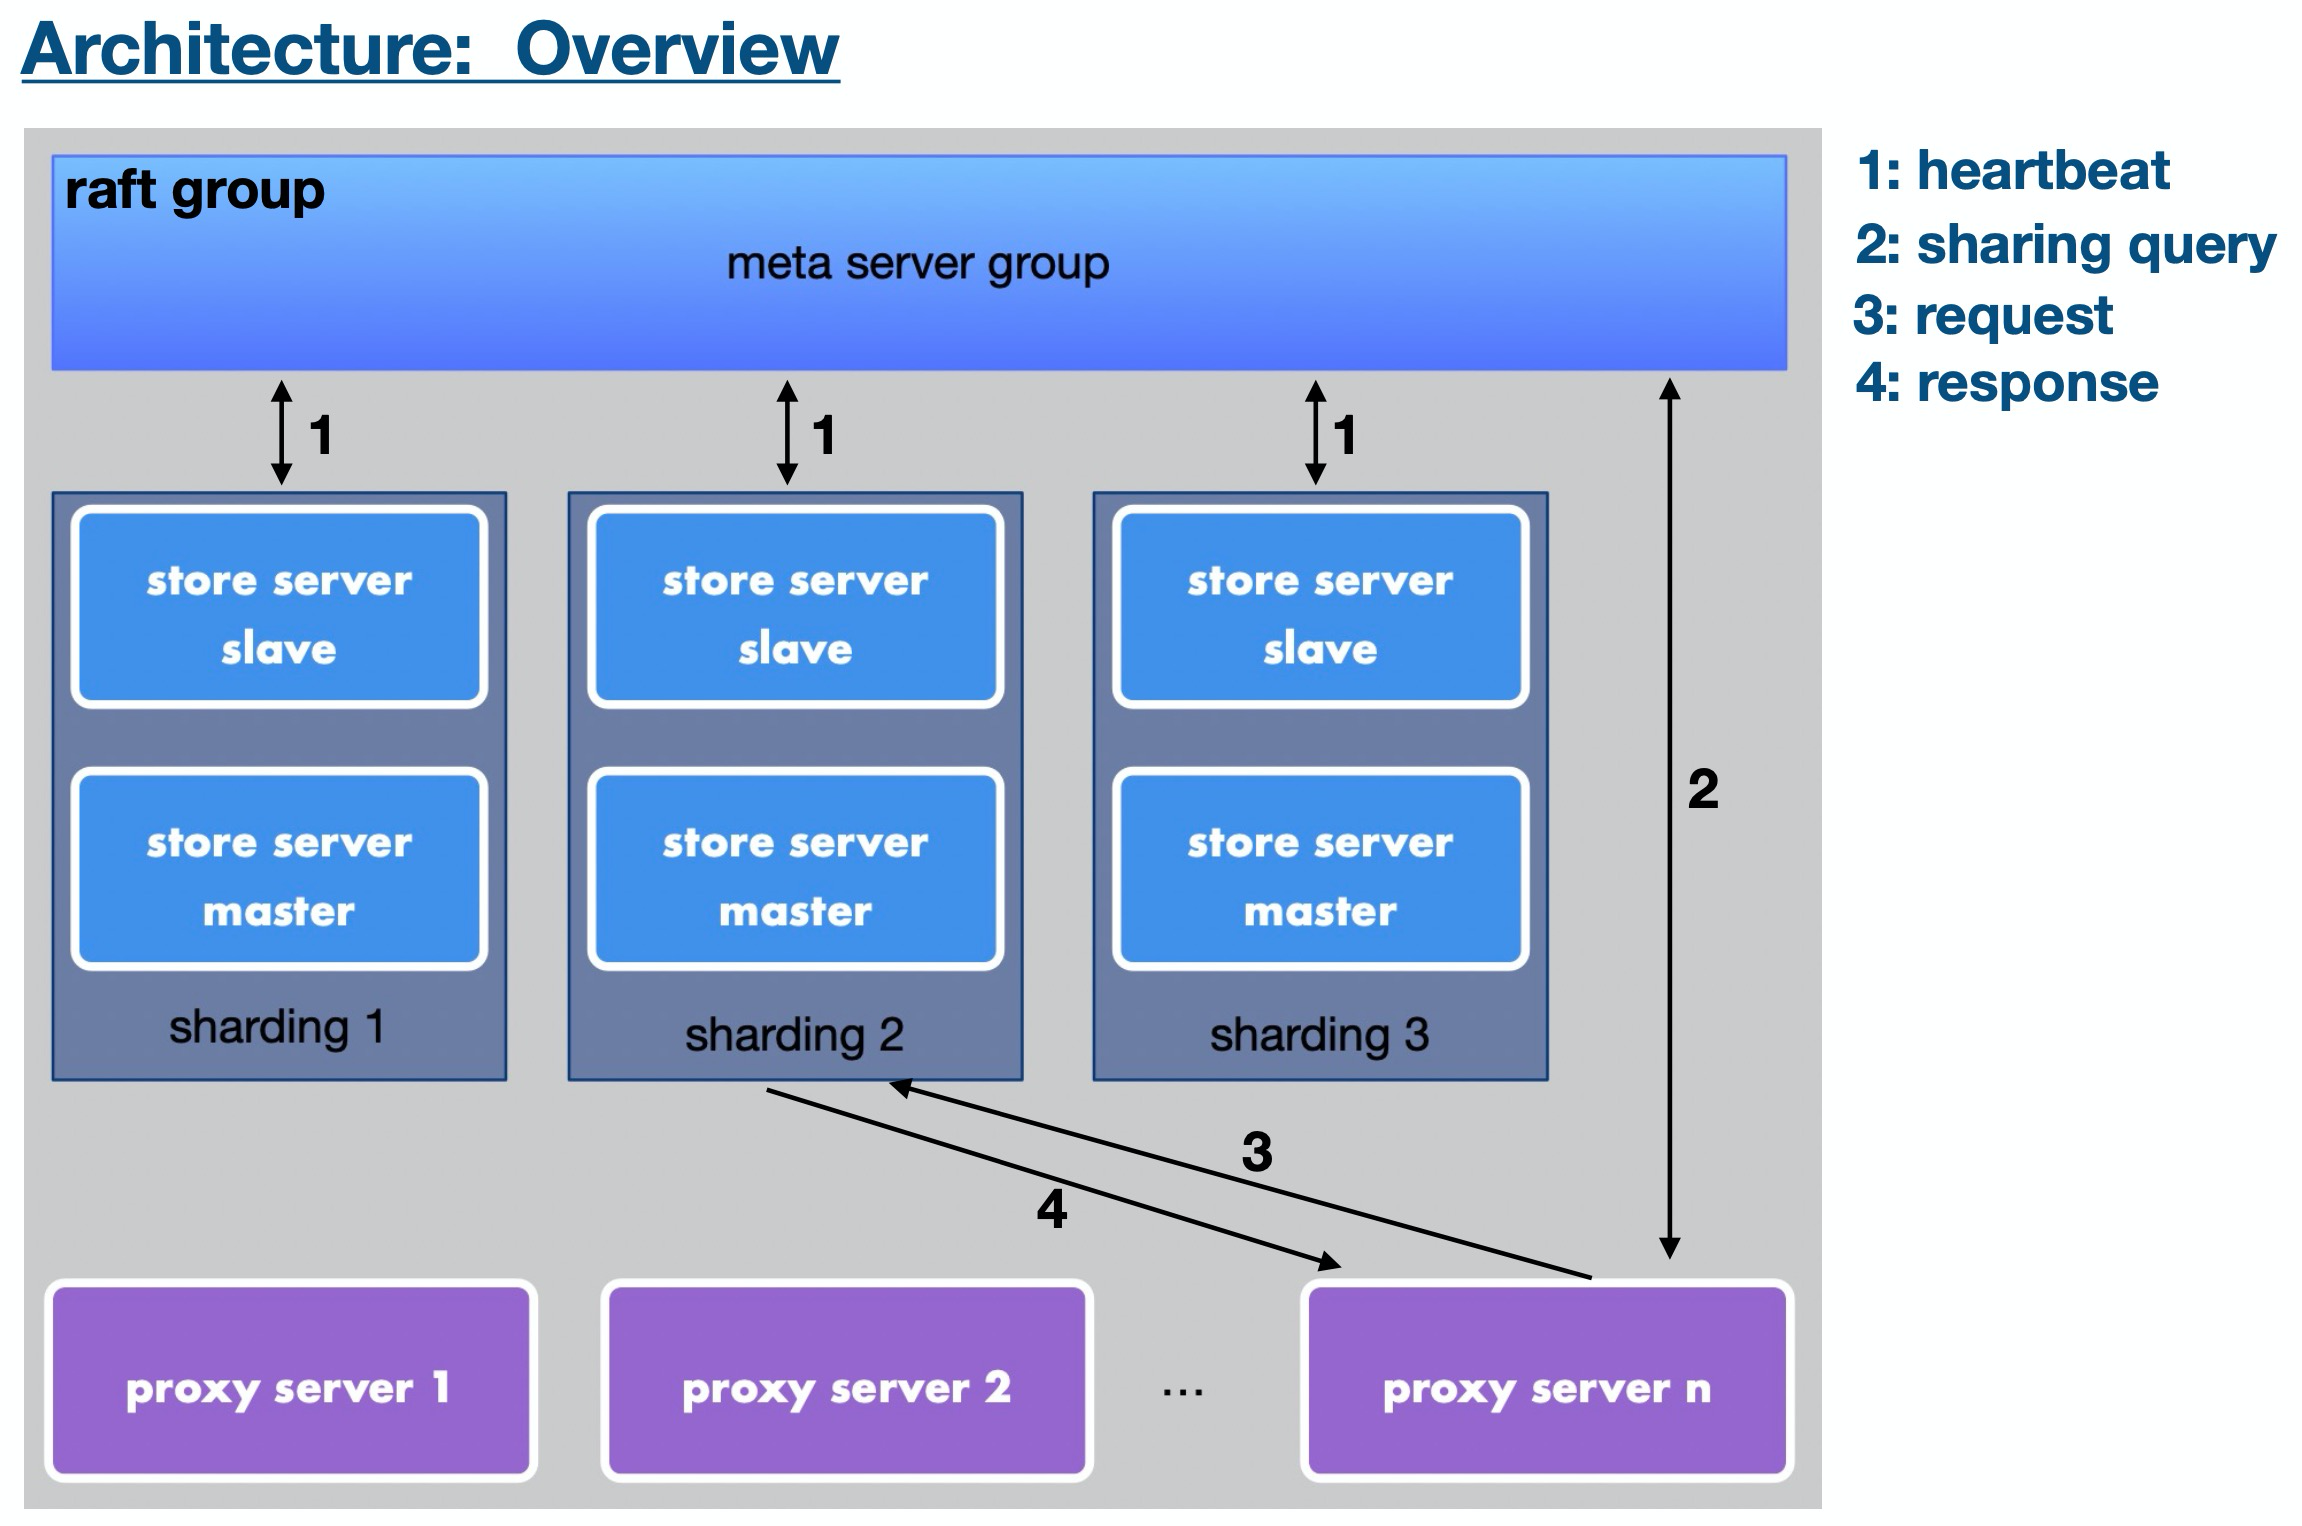 Architecture: Overview
raft group
meta server group
1: heartbeat
2: sharing query
3: request
4: response
1
1
1
store server
slave
store server
master
sharding 1
store server
slave
store server
master
sharding 2
store server
slave
store server
master
sharding 3
2
3
4
proxy server 1
proxy server 2
...
proxy server n